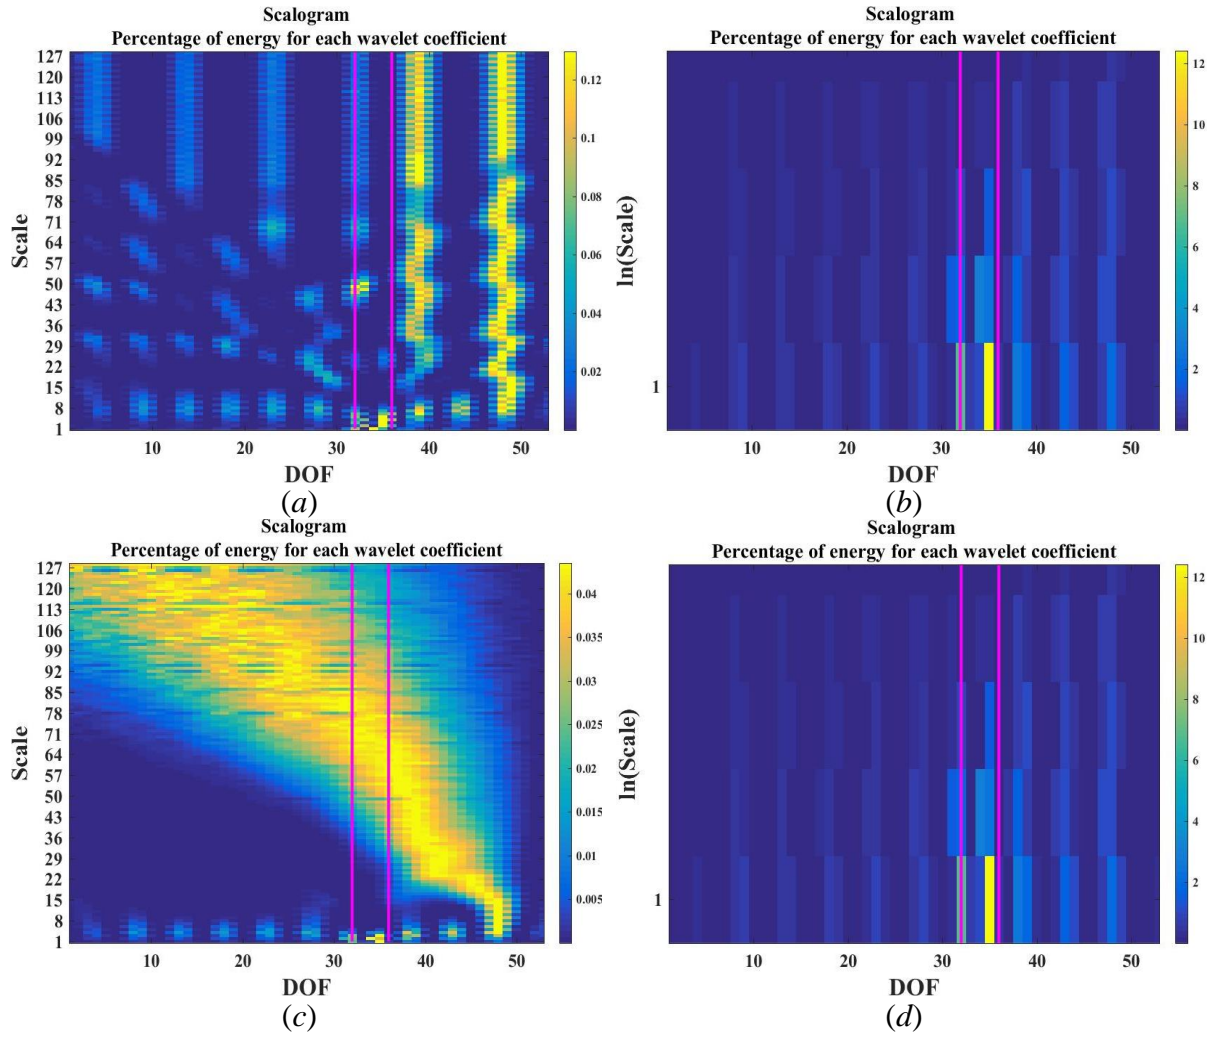 Scalogram
Percentage of energy for each wavelet coefficient
127
120
113
106
99
92
85
78
71
64
57
50
43
36
29
22
15
8
1
Scale
10 20 30 40 50
DOF
0.12
0.1
0.08
0.06
0.04
0.02
(a)
Scalogram
Percentage of energy for each wavelet coefficient
ln(Scale)
1
10 20 30 40 50
DOF
12
10
8
6
4
2
(b)
Scalogram
Percentage of energy for each wavelet coefficient
127
120
113
106
99
92
85
78
71
64
57
50
43
36
29
22
15
8
1
Scale
10 20 30 40 50
DOF
0.04
0.035
0.03
0.025
0.02
0.015
0.01
0.005
(c)
Scalogram
Percentage of energy for each wavelet coefficient
ln(Scale)
1
10 20 30 40 50
DOF
12
10
8
6
4
2
(d)